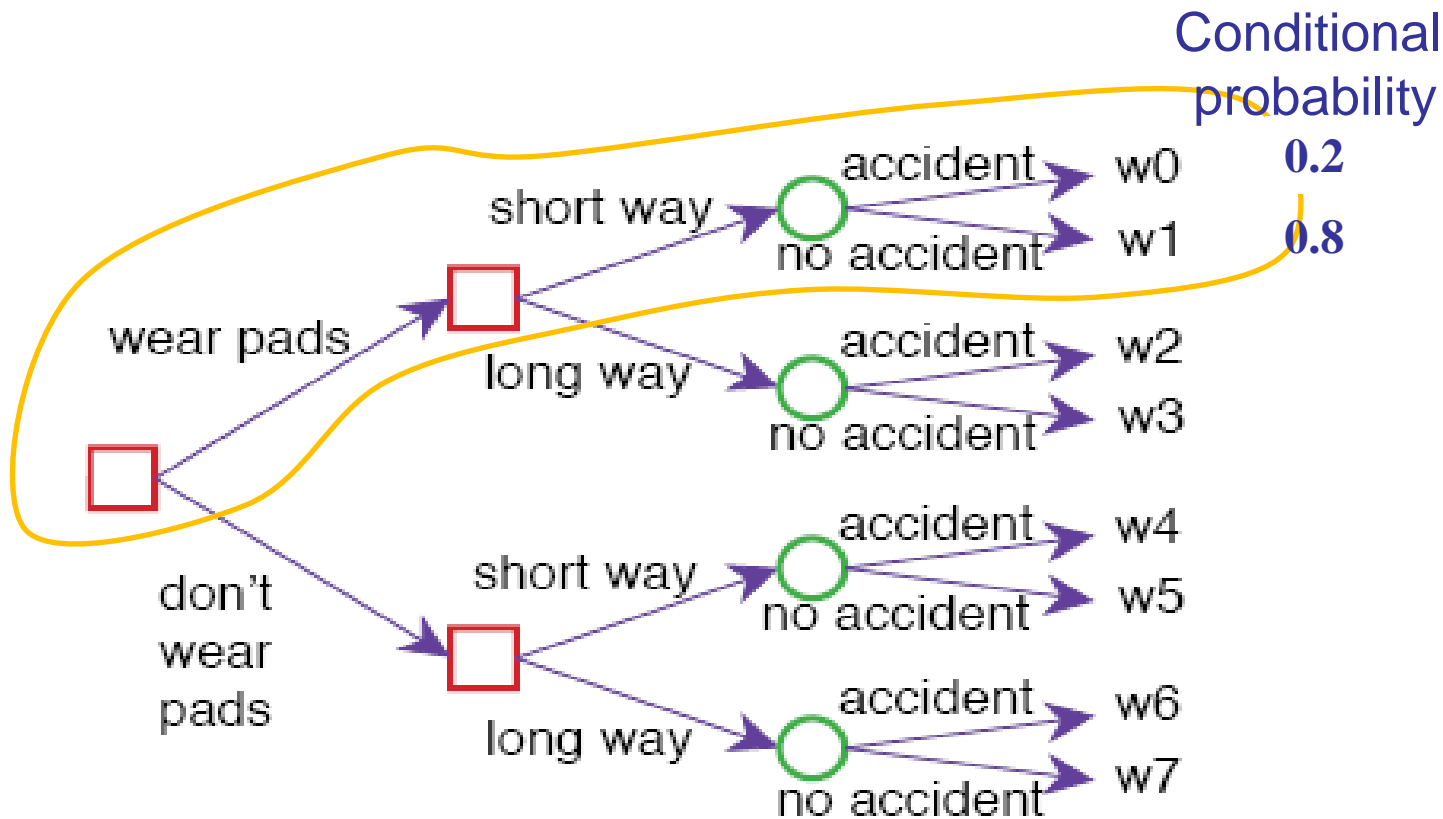 Conditional
probability
accident w0 0.2
short way
no accident w1 0.8
wear pads
accident w2
long way
no accident w3
accident w4
short way
no accident w5
don't
wear
pads
accident w6
long way
no accident w7